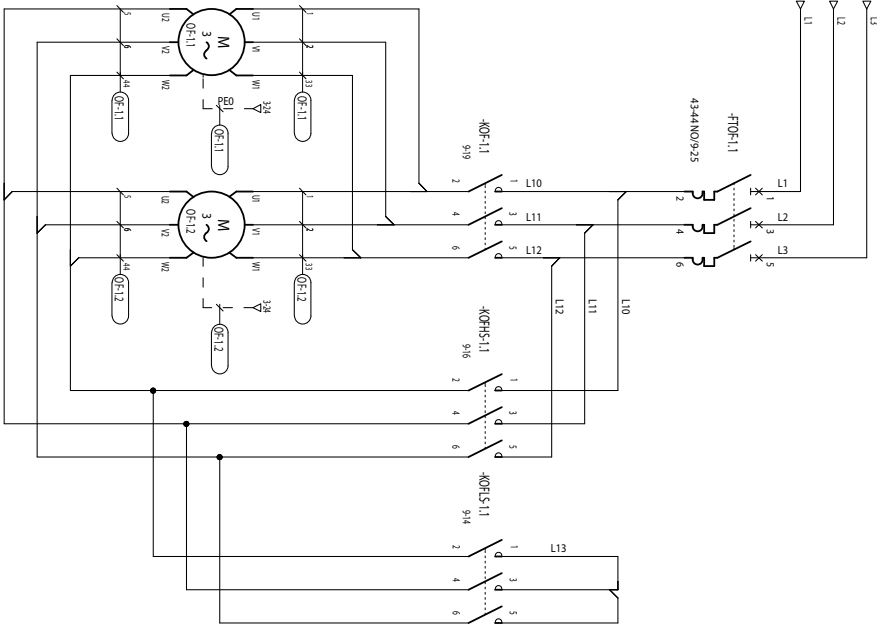 L1
L2
L3
-FTOF-1.1
43-44 NO/9-25
L1
L2
L3
1
3
5
2
4
6
-KOF-1.1
9-19
1
3
5
2
4
6
L10
L11
L12
L10
L11
L12
-KOFHS-1.1
9-16
1
3
5
2
4
6
-KOFLS-1.1
9-14
1
3
5
2
4
6
L13
U2
V2
W2
M
3
OF-1.1
U1
V1
W1
5
6
44
OF-1.1
1
2
33
OF-1.1
PE0
3-24
OF-1.1
U2
V2
W2
M
3
OF-1.2
U1
V1
W1
5
6
44
OF-1.2
1
2
33
OF-1.2
3-24
OF-1.2